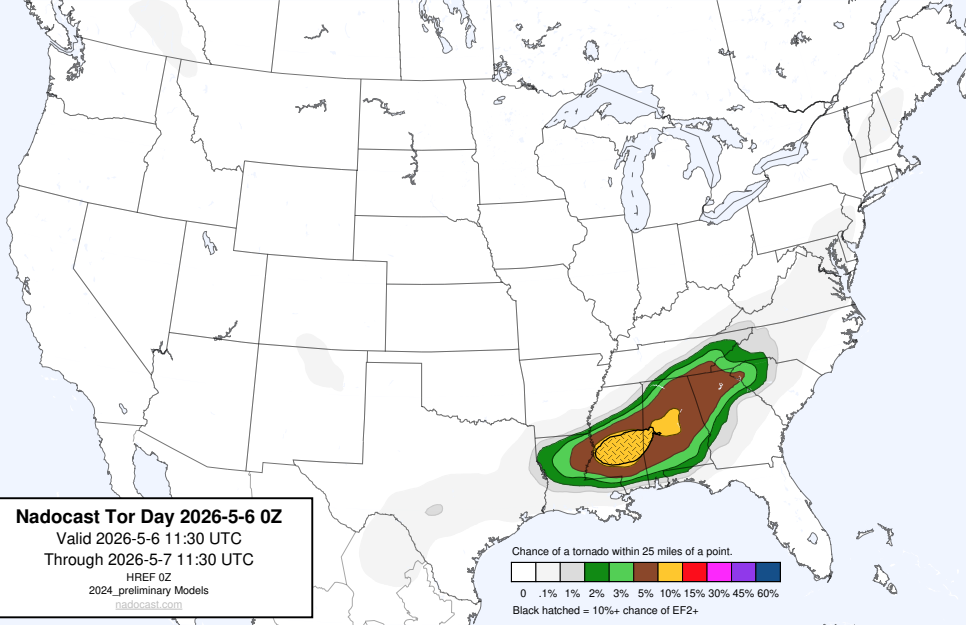 Nadocast Tor Day 2026-5-6 0Z
Valid 2026-5-6 11:30 UTC
Through 2026-5-7 11:30 UTC
HREF 0Z
2024_preliminary Models
nadocast.com
Chance of a tornado within 25 miles of a point.
0 .1% 1% 2% 3% 5% 10% 15% 30% 45% 60%
Black hatched = 10%+ chance of EF2+